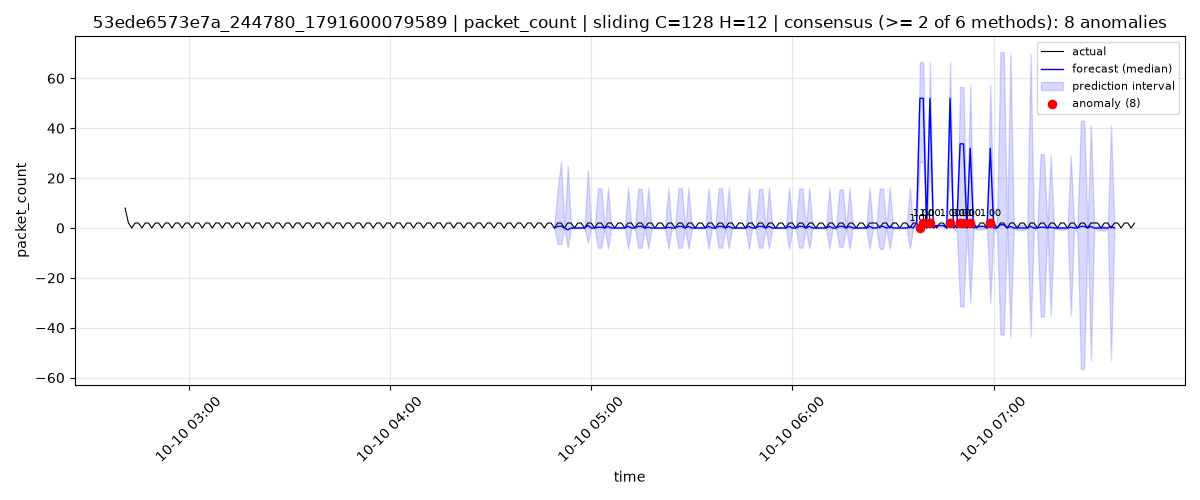 53ede6573e7a_244780_1791600079589 | packet_count | sliding C=128 H=12 | consensus (>= 2 of 6 methods): 8 anomalies
actual
forecast (median)
prediction interval
anomaly (8)
packet_count
60
40
20
0
−20
−40
−60
10-10 03:00
10-10 04:00
10-10 05:00
10-10 06:00
10-10 07:00
time